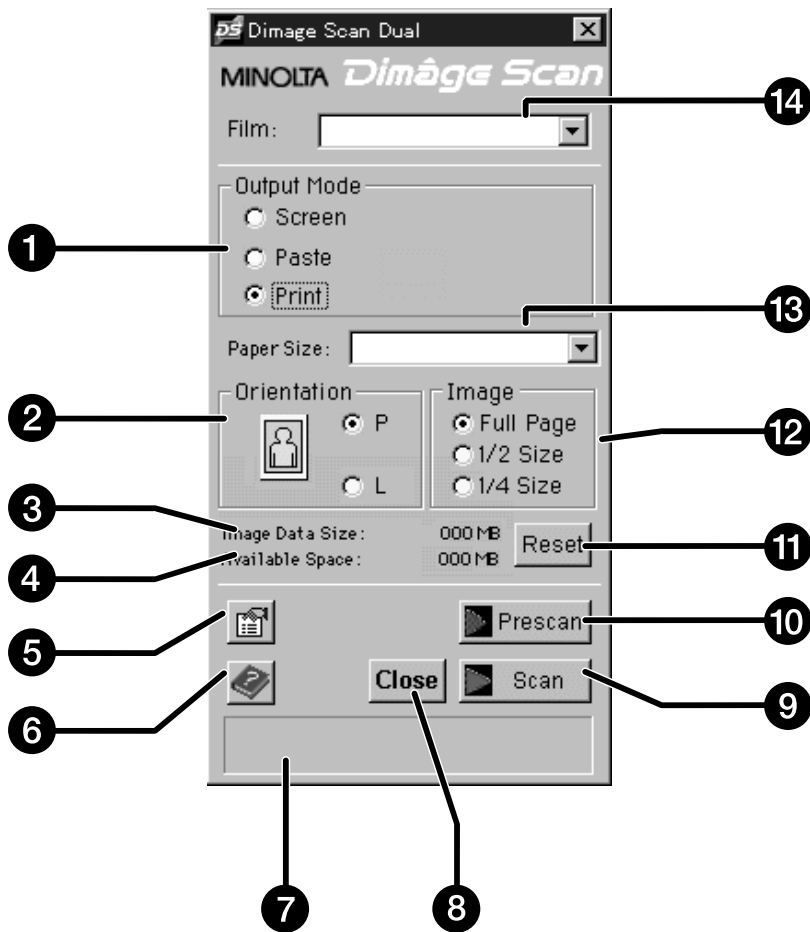 DS Dimage Scan Dual
MINOLTA Dimâge Scan
14
Film:
Output Mode
Screen
1
Paste
Print
13
Paper Size:
Orientation
Image
2
P
Full Page
12
1/2 Size
L
1/4 Size
3
Image Data Size: 000 MB
Reset
11
4
Available Space: 000 MB
5
Prescan
10
6
?
Close
Scan
9
7
8